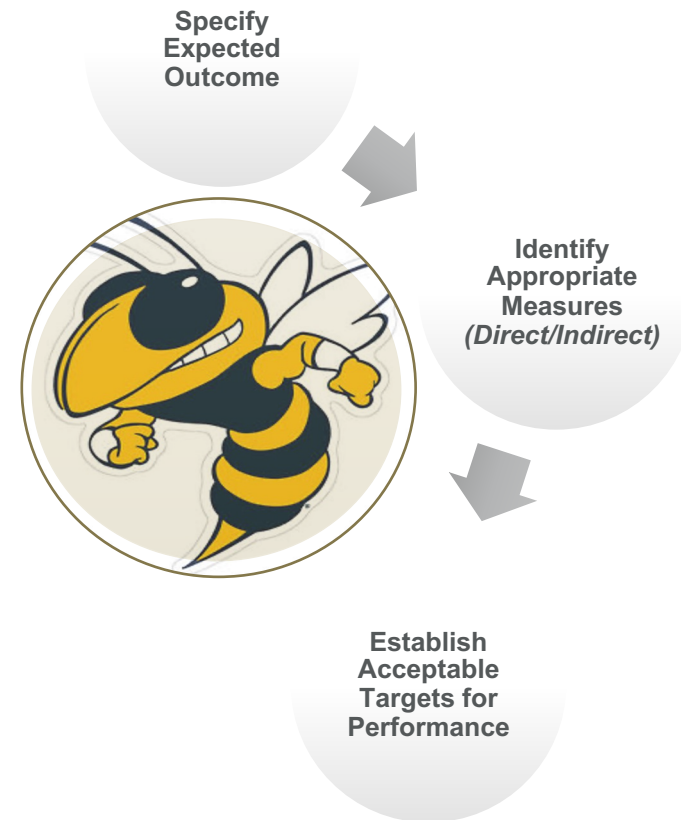 Specify
Expected
Outcome
Identify
Appropriate
Measures
(Direct/Indirect)
Establish
Acceptable
Targets for
Performance